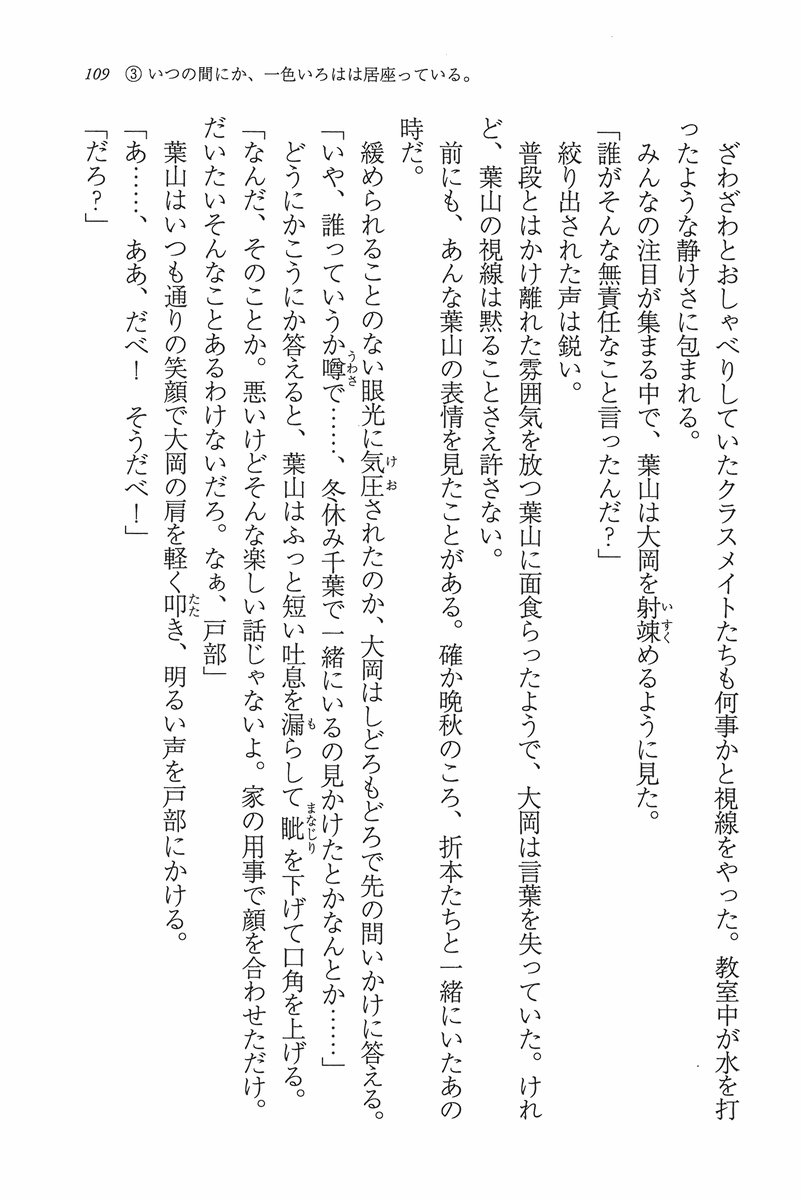 109　③ いつの間にか、一色いろはは居座っている。
ざわざわとおしゃべりしていたクラスメイトたちも何事かと視線をやった。教室中が水を打
ったような静けさに包まれる。
みんなの注目が集まる中で、葉山は大岡を射竦めるように見た。
「誰がそんな無責任なこと言ったんだ？」
絞り出された声は鋭い。
普段とはかけ離れた雰囲気を放つ葉山に面食らったようで、大岡は言葉を失っていた。けれ
ど、葉山の視線は黙ることさえ許さない。
前にも、あんな葉山の表情を見たことがある。確か晩秋のころ、折本たちと一緒にいたあの
時だ。
緩められることのない眼光に気圧されたのか、大岡はしどろもどろで先の問いかけに答える。
「いや、誰っていうか噂で……、冬休み千葉で一緒にいるの見かけたとかなんとか……」
どうにかこうにか答えると、葉山はふっと短い吐息を漏らして眦を下げて口角を上げる。
「なんだ、そのことか。悪いけどそんな楽しい話じゃないよ。家の用事で顔を合わせただけ。
だいたいそんなことあるわけないだろ。なぁ、戸部」
葉山はいつも通りの笑顔で大岡の肩を軽く叩き、明るい声を戸部にかける。
「あ……、ああ、だべ！　そうだべ！」
「だろ？」